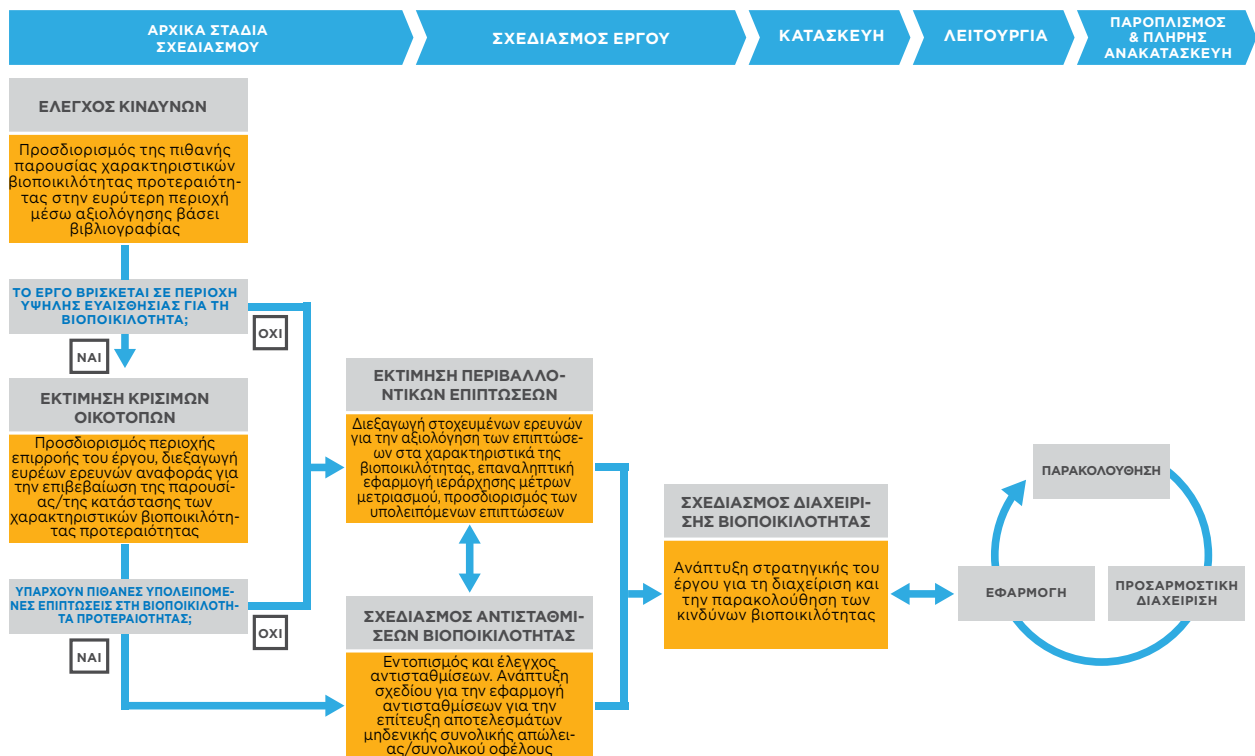 ΑΡΧΙΚΑ ΣΤΑΔΙΑ
ΣΧΕΔΙΑΣΜΟΥ
ΣΧΕΔΙΑΣΜΟΣ ΕΡΓΟΥ
ΚΑΤΑΣΚΕΥΗ
ΛΕΙΤΟΥΡΓΙΑ
ΠΑΡΟΠΛΙΣΜΟΣ
& ΠΛΗΡΗΣ
ΑΝΑΚΑΤΑΣΚΕΥΗ
ΕΛΕΓΧΟΣ ΚΙΝΔΥΝΩΝ
Προσδιορισμός της πιθανής
παρουσίας χαρακτηριστικών
βιοποικιλότητας προτεραιότη-
τας στην ευρύτερη περιοχή
μέσω αξιολόγησης βάσει
βιβλιογραφίας
ΤΟ ΕΡΓΟ ΒΡΙΣΚΕΤΑΙ ΣΕ ΠΕΡΙΟΧΗ
ΥΨΗΛΗΣ ΕΥΑΙΣΘΗΣΙΑΣ ΓΙΑ ΤΗ
ΒΙΟΠΟΙΚΙΛΟΤΗΤΑ;
ΟΧΙ
ΝΑΙ
ΕΚΤΙΜΗΣΗ ΚΡΙΣΙΜΩΝ
ΟΙΚΟΤΟΠΩΝ
Προσδιορισμός περιοχής
επιρροής του έργου, διεξαγωγή
ευρέων ερευνών αναφοράς για
την επιβεβαίωση της παρουσί-
ας/της κατάστασης των
χαρακτηριστικών βιοποικιλότη-
τας προτεραιότητας
ΥΠΑΡΧΟΥΝ ΠΙΘΑΝΕΣ ΥΠΟΛΕΙΠΟΜΕ-
ΝΕΣ ΕΠΙΠΤΩΣΕΙΣ ΣΤΗ ΒΙΟΠΟΙΚΙΛΟΤΗ-
ΤΑ ΠΡΟΤΕΡΑΙΟΤΗΤΑΣ;
ΟΧΙ
ΝΑΙ
ΕΚΤΙΜΗΣΗ ΠΕΡΙΒΑΛΛΟ-
ΝΤΙΚΩΝ ΕΠΙΠΤΩΣΕΩΝ
Διεξαγωγή στοχευμένων ερευνών
για την αξιολόγηση των επιπτώσε-
ων στα χαρακτηριστικά της
βιοποικιλότητας, επαναληπτική
εφαρμογή ιεράρχησης μέτρων
μετριασμού, προσδιορισμός των
υπολειπόμενων επιπτώσεων
ΣΧΕΔΙΑΣΜΟΣ ΑΝΤΙΣΤΑΘΜΙ-
ΣΕΩΝ ΒΙΟΠΟΙΚΙΛΟΤΗΤΑΣ
Εντοπισμός και έλεγχος
αντισταθμίσεων. Ανάπτυξη
σχεδίου για την εφαρμογή
αντισταθμίσεων για την
επίτευξη αποτελεσμάτων
μηδενικής συνολικής απώλει-
ας/συνολικού οφέλους
ΣΧΕΔΙΑΣΜΟΣ ΔΙΑΧΕΙΡΙ-
ΣΗΣ ΒΙΟΠΟΙΚΙΛΟΤΗΤΑΣ
Ανάπτυξη στρατηγικής του
έργου για τη διαχείριση και
την παρακολούθηση των
κινδύνων βιοποικιλότητας
ΠΑΡΑΚΟΛΟΥΘΗΣΗ
ΕΦΑΡΜΟΓΗ
ΠΡΟΣΑΡΜΟΣΤΙΚΗ
ΔΙΑΧΕΙΡΙΣΗ